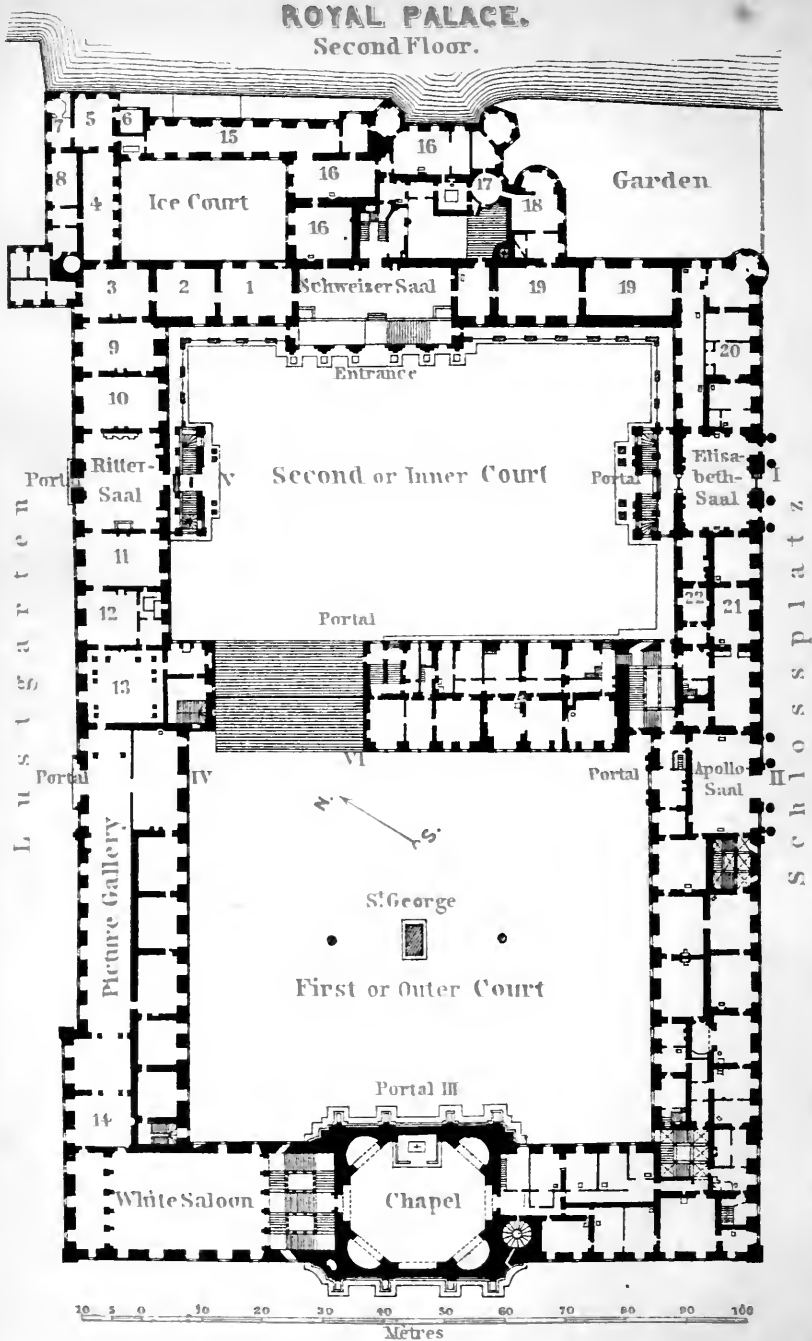 ROYAL PALACE.
Second Floor.
7
5
6
15
16
8
4
Ice Court
16
16
17
18
Garden
3
2
1
Schweizer Saal
19
19
9
Entrance
20
10
Portal
Ritter-
Saal
V
Second or Inner Court
Portal
Elisa-
beth-
Saal
I
11
12
22
21
Portal
13
VI
Portal
IV
Portal
Apollo-
Saal
II
N.
S.
Lustgarten
Schlossplatz
Picture Gallery
St. George
First or Outer Court
Portal III
14
White Saloon
Chapel
10 5 0 10 20 30 40 50 60 70 80 90 100
Mètres